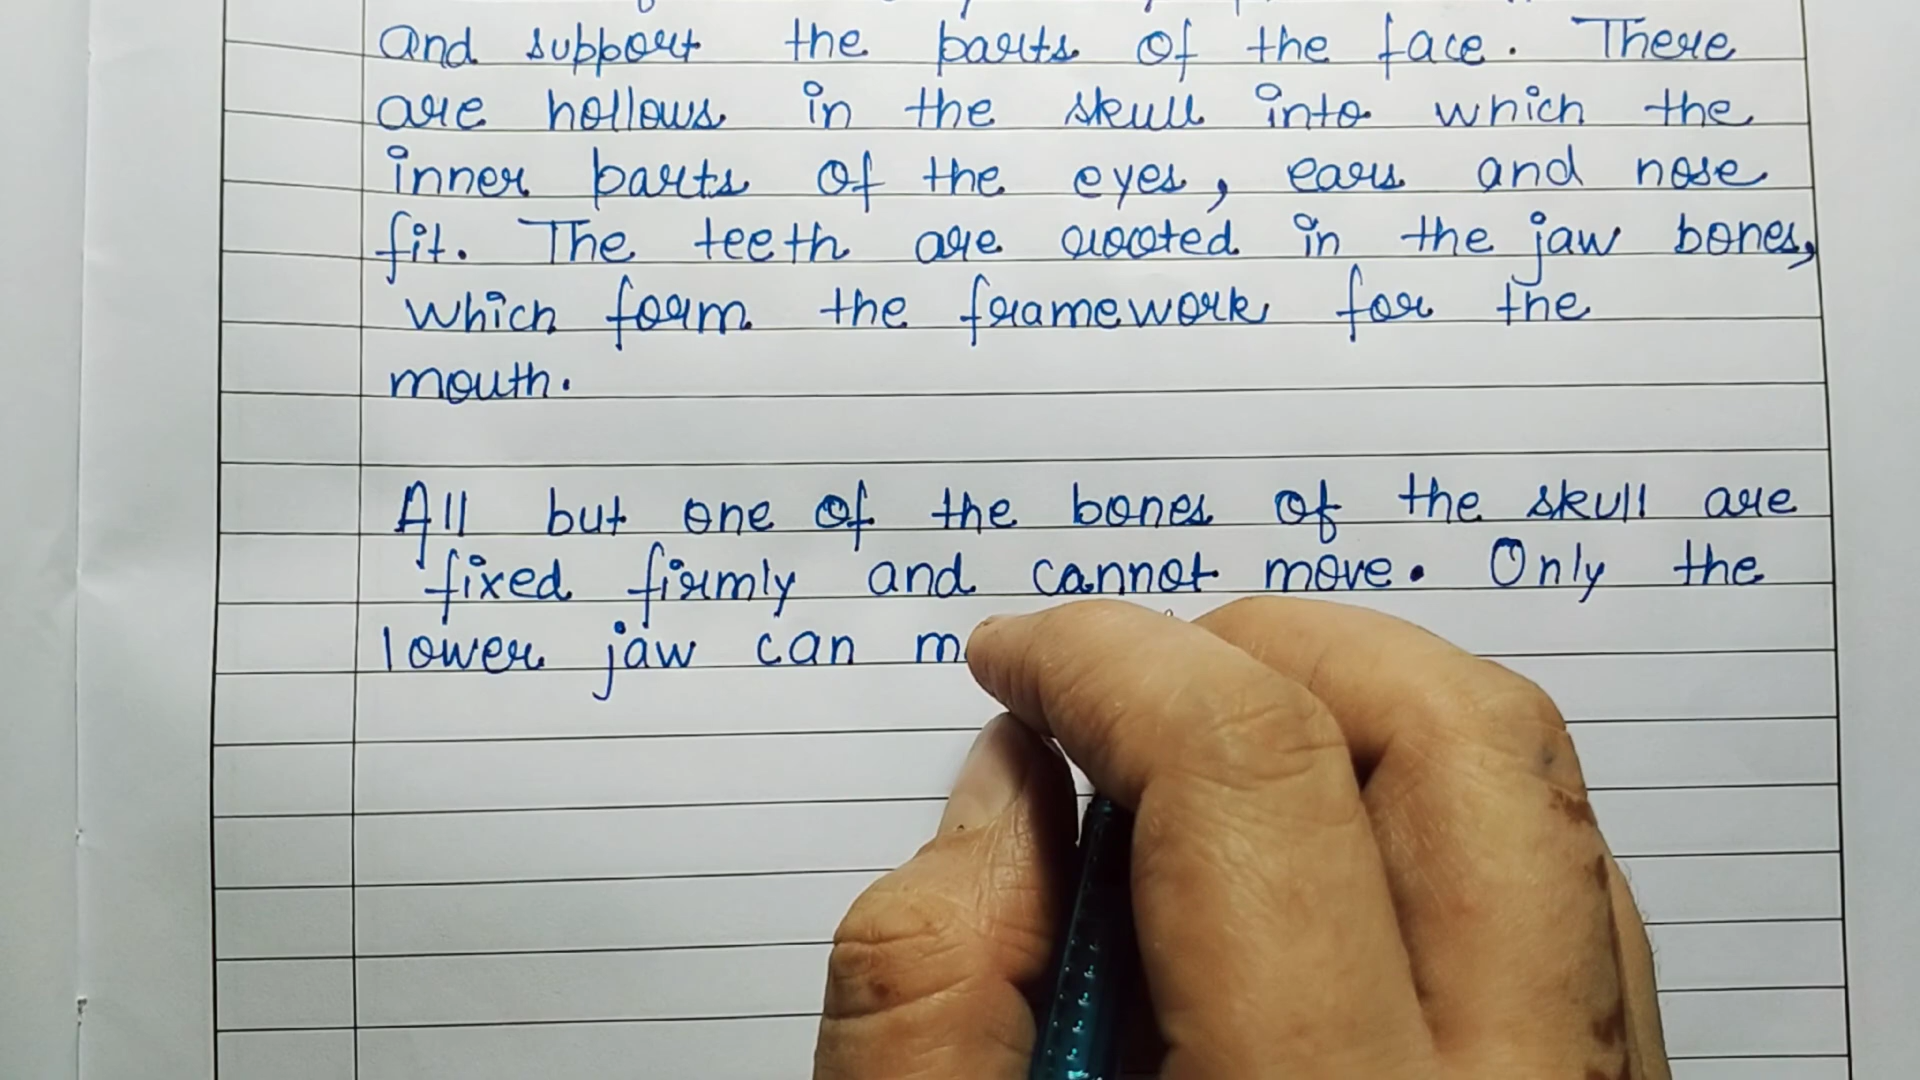 and support the parts of the face. There
are hollows in the skull into which the
inner parts of the eyes, ears and nose
fit. The teeth are rooted in the jaw bones,
which form the framework for the
mouth.
All but one of the bones of the skull are
fixed firmly and cannot move. Only the
lower jaw can